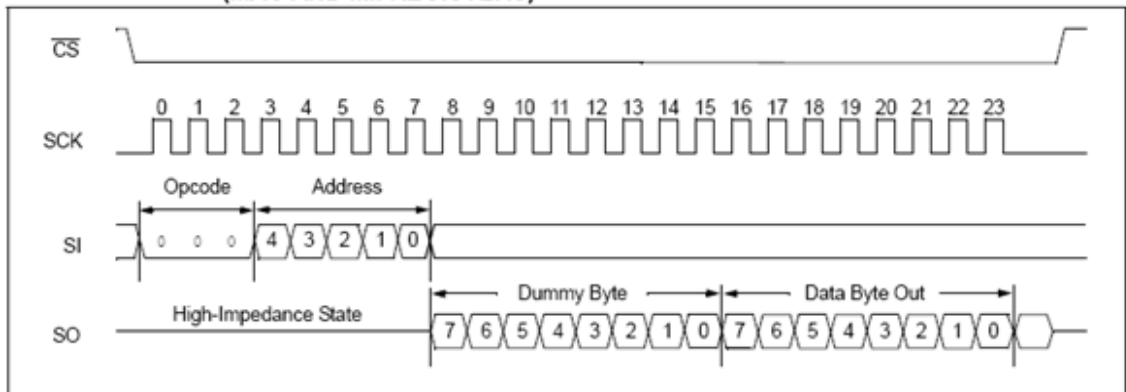 CS
0 1 2 3 4 5 6 7 8 9 10 11 12 13 14 15 16 17 18 19 20 21 22 23
SCK
Opcode Address
SI 0 0 0 4 3 2 1 0
Dummy Byte Data Byte Out
High-Impedance State
SO 7 6 5 4 3 2 1 0 7 6 5 4 3 2 1 0